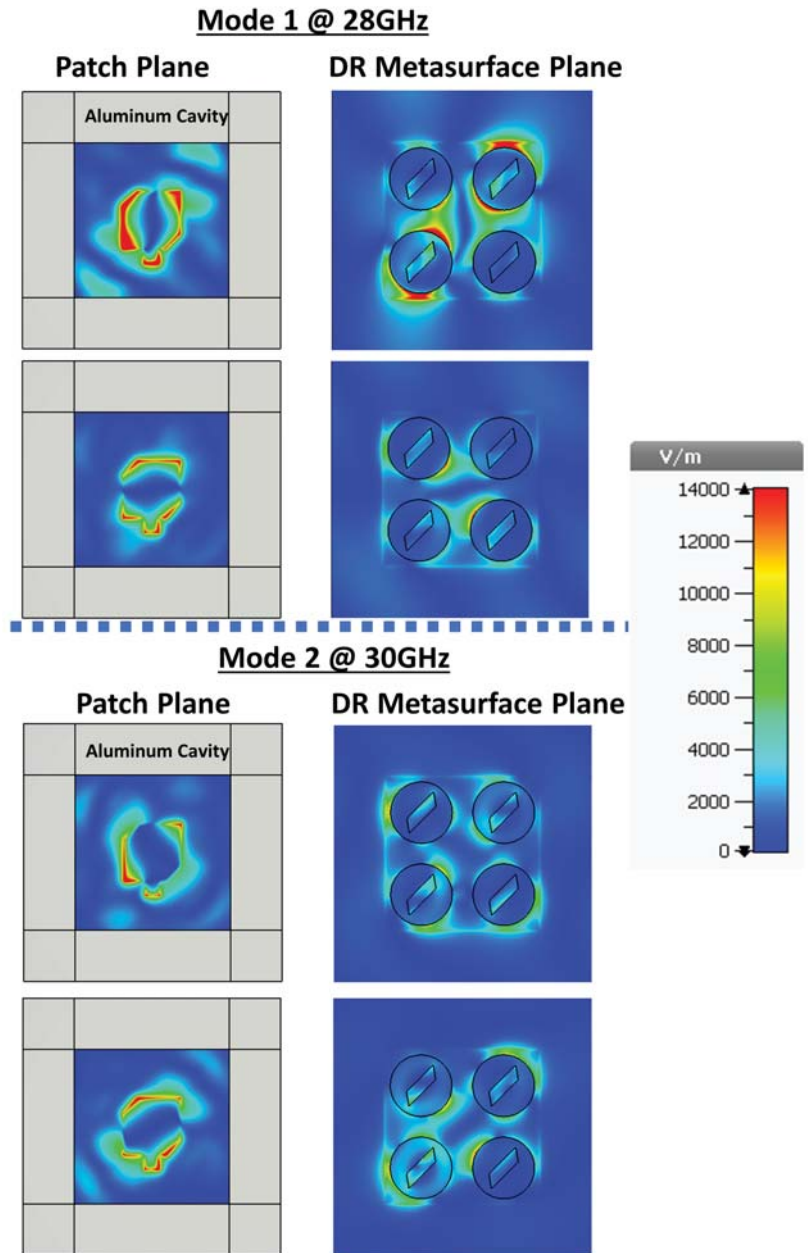 Mode 1 @ 28GHz
Patch Plane
DR Metasurface Plane
Aluminum Cavity
V/m
14000
12000
10000
8000
6000
4000
2000
0
Mode 2 @ 30GHz
Patch Plane
DR Metasurface Plane
Aluminum Cavity